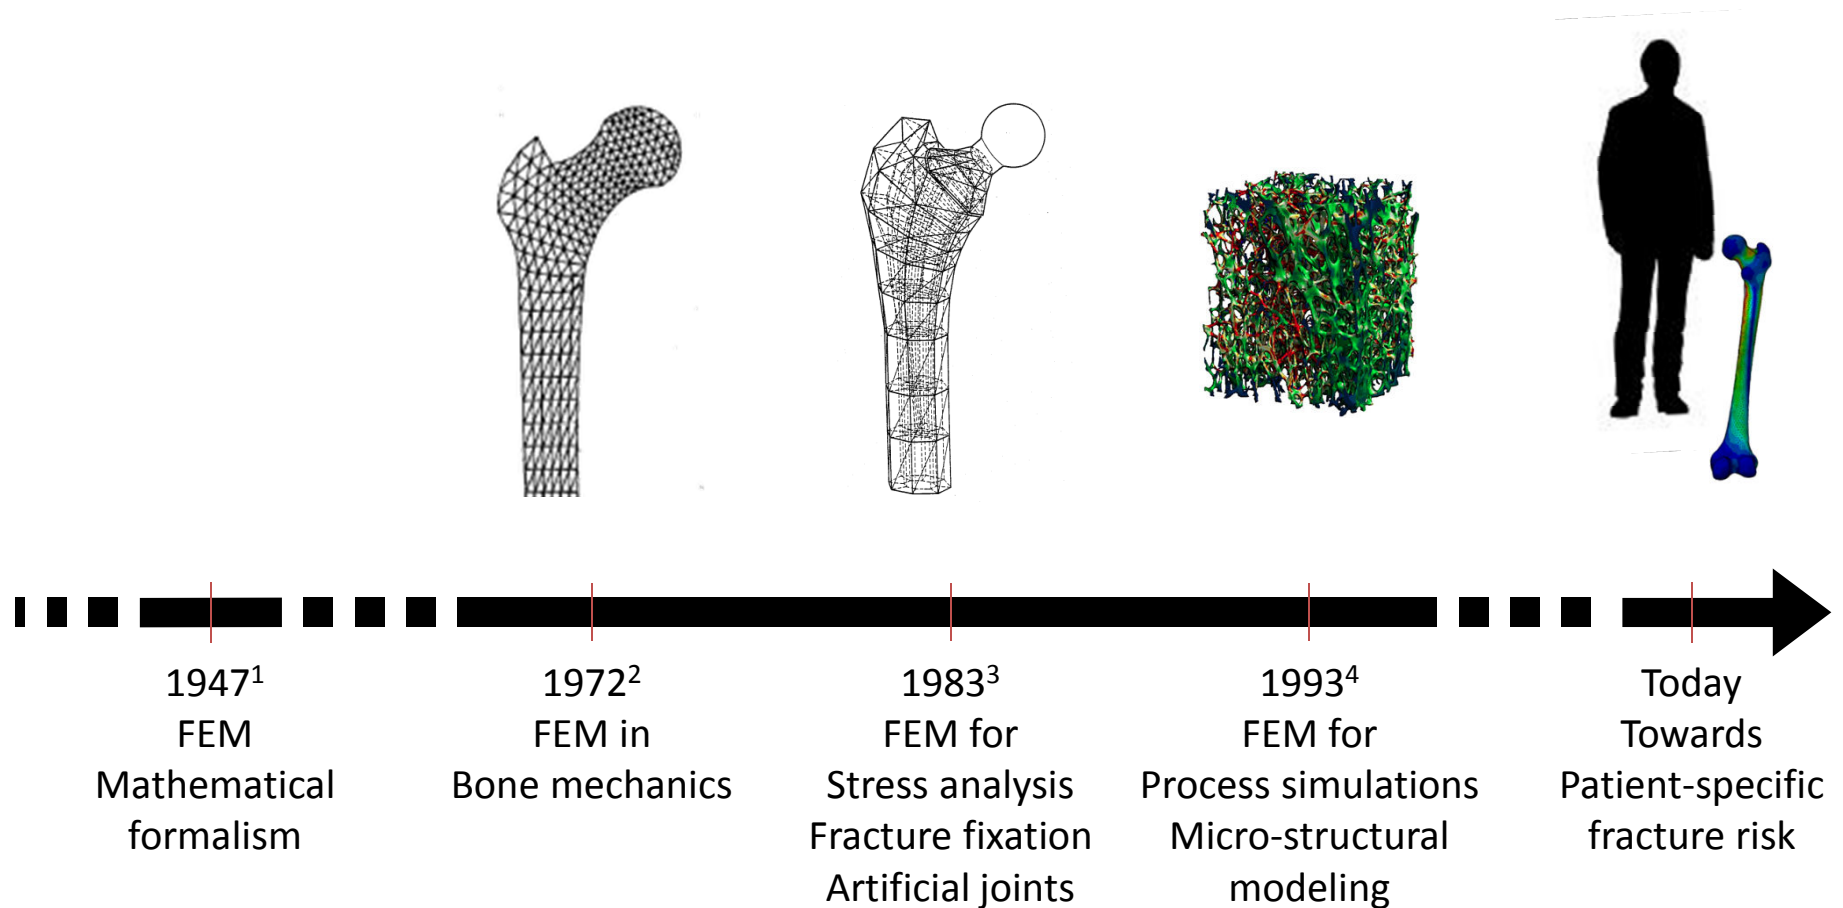 1947¹
FEM
Mathematical
formalism
1972²
FEM in
Bone mechanics
1983³
FEM for
Stress analysis
Fracture fixation
Artificial joints
1993⁴
FEM for
Process simulations
Micro-structural
modeling
Today
Towards
Patient-specific
fracture risk